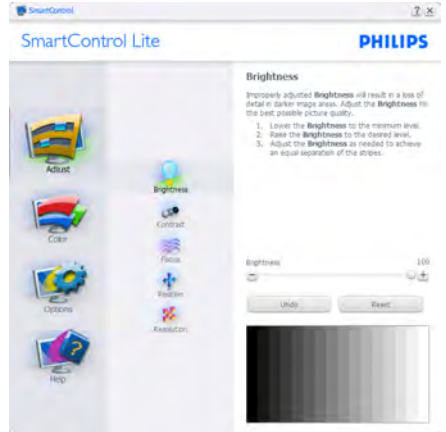 SmartControl
? x
SmartControl Lite
PHILIPS
Brightness
Improperly adjusted Brightness will result in a loss of
detail in darker image areas. Adjust the Brightness for
the best possible picture quality.
1. Lower the Brightness to the minimum level.
2. Raise the Brightness to the desired level.
3. Adjust the Brightness as needed to achieve
an equal separation of the stripes.
Adjust
Color
Options
Help
Brightness
Contrast
Focus
Position
Resolution
Brightness 100
Undo Reset